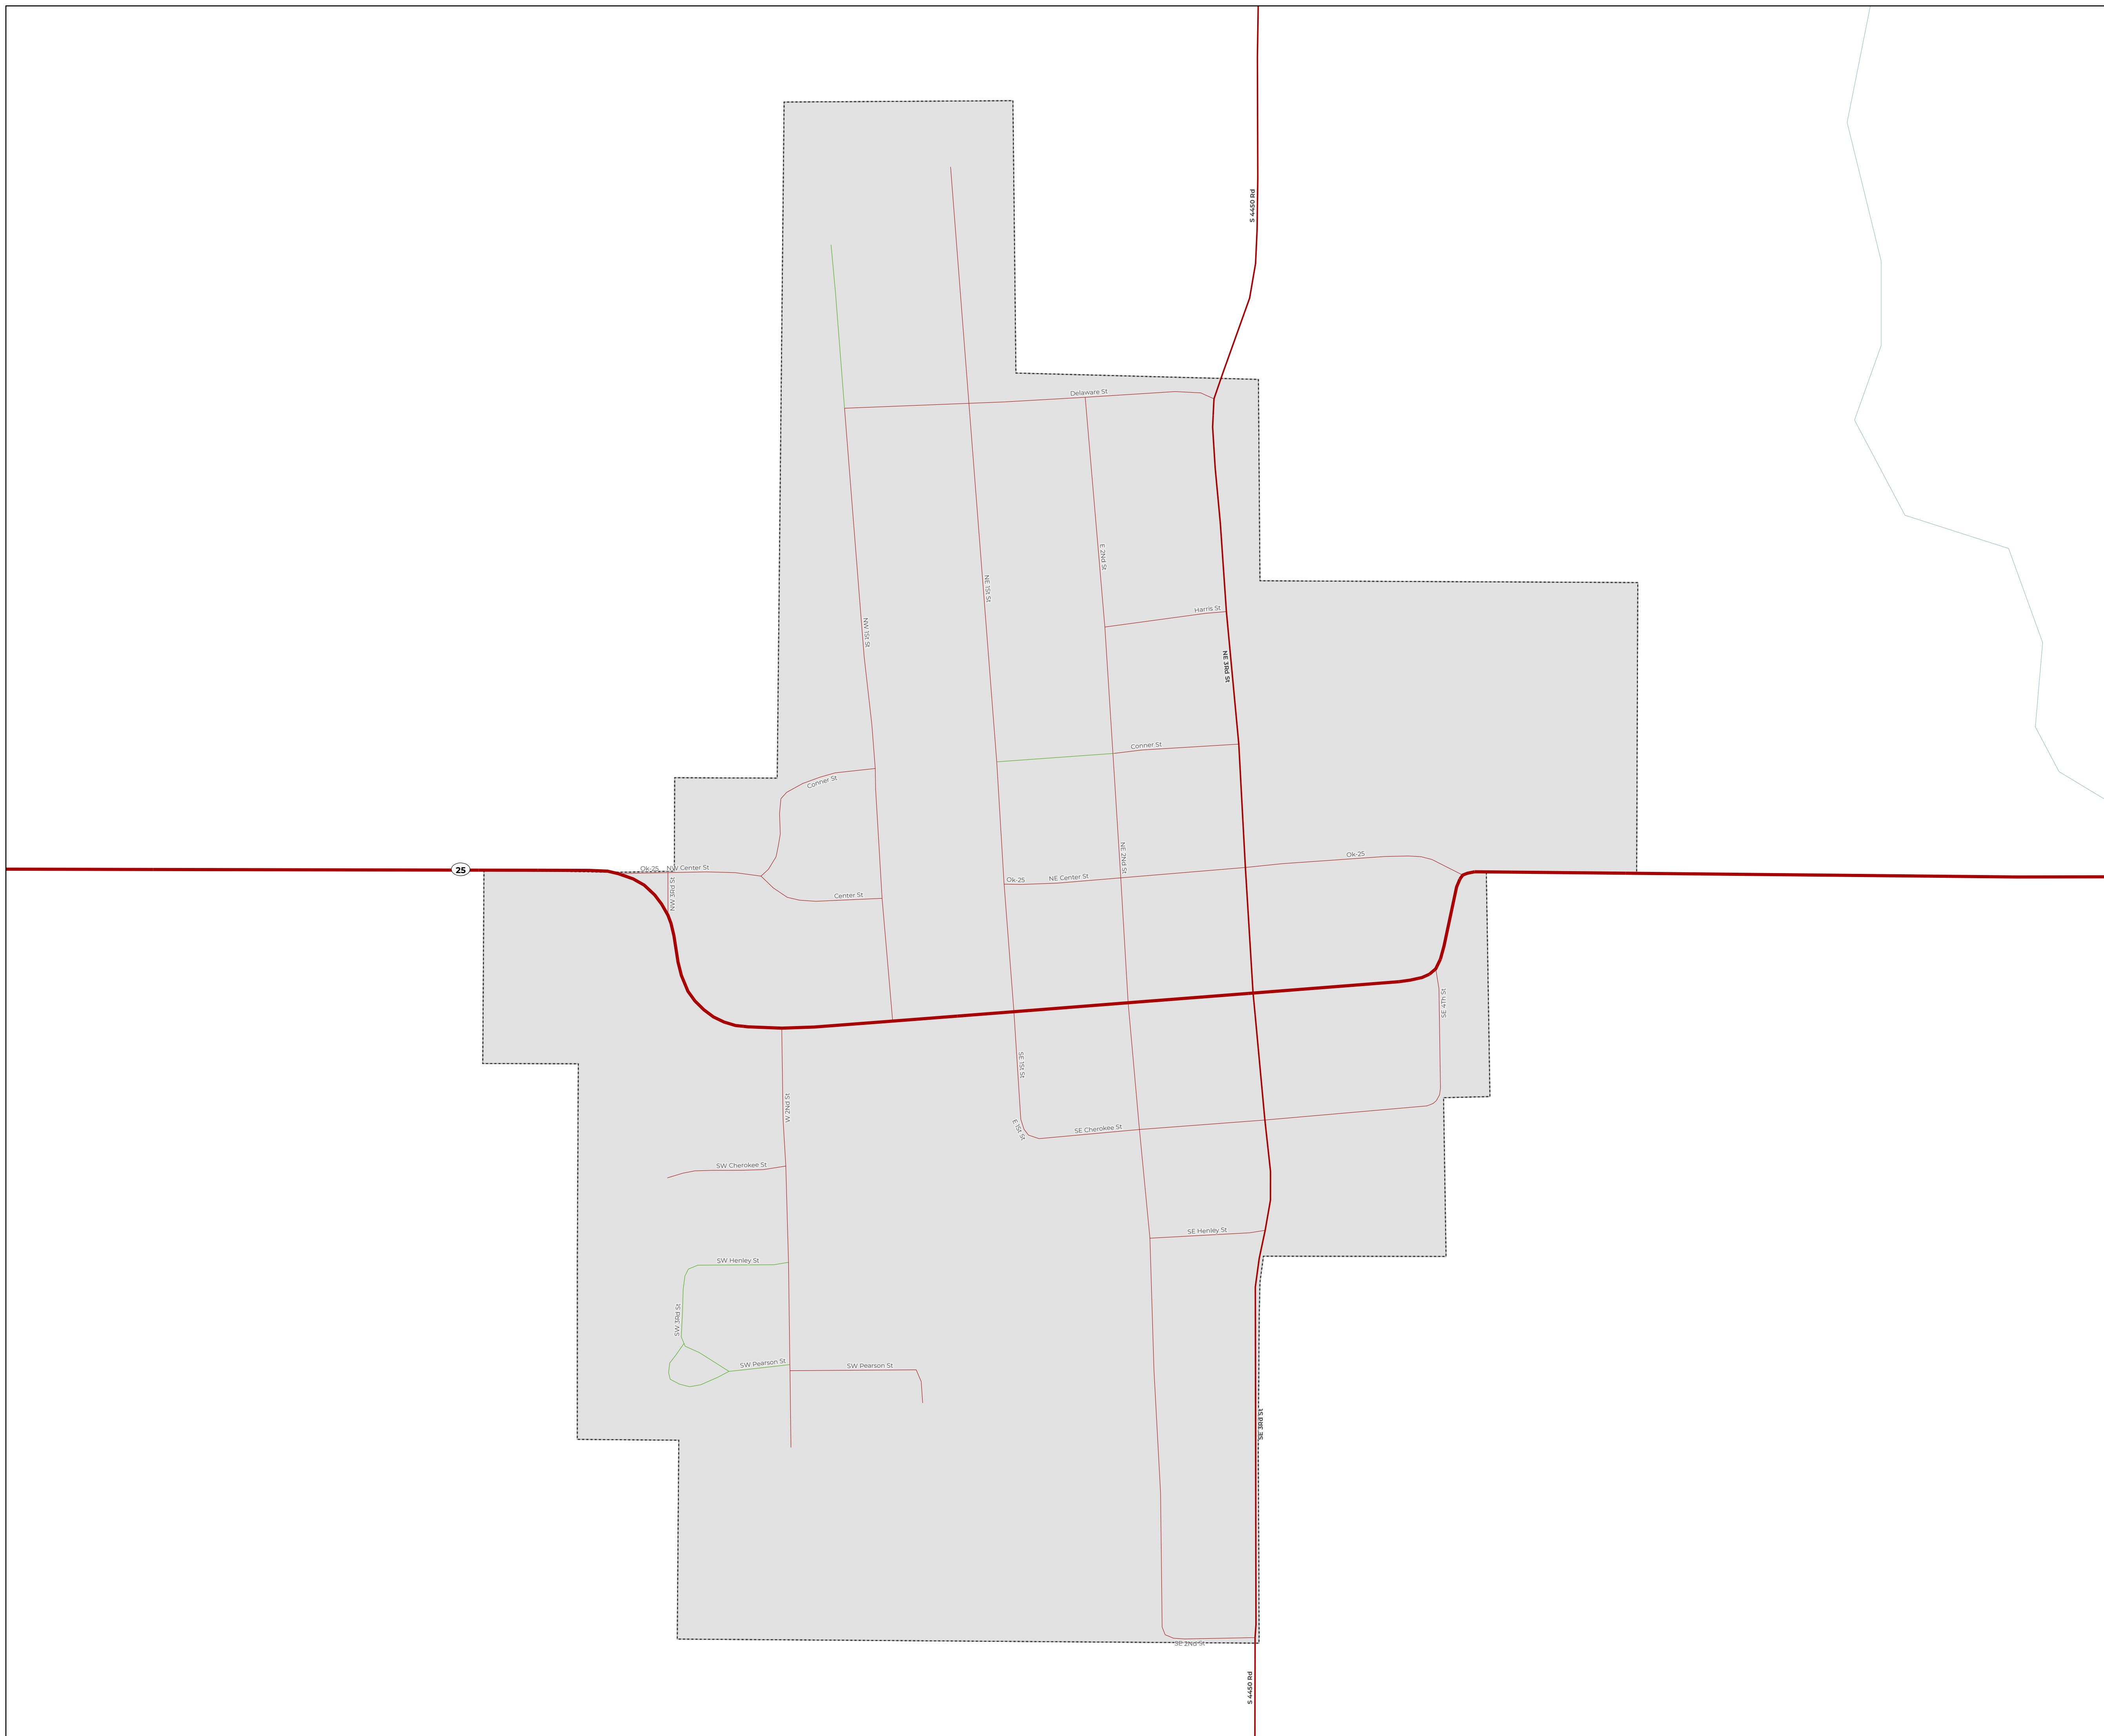 S 4450 Rd
Delaware St
E 2Nd St
NE 1St St
Harris St
NW 1St St
NE 3Rd St
Conner St
Conner St
NE 2Nd St
Ok-25
25
Ok-25
NW Center St
Ok-25
NE Center St
NW 3Rd St
Center St
SE 4Th St
SE 1St St
W 2Nd St
E 1St St
SE Cherokee St
SW Cherokee St
SE Henley St
SW Henley St
SW 3Rd St
SW Pearson St
SW Pearson St
SE 3Rd St
SE 2Nd St
S 4450 Rd